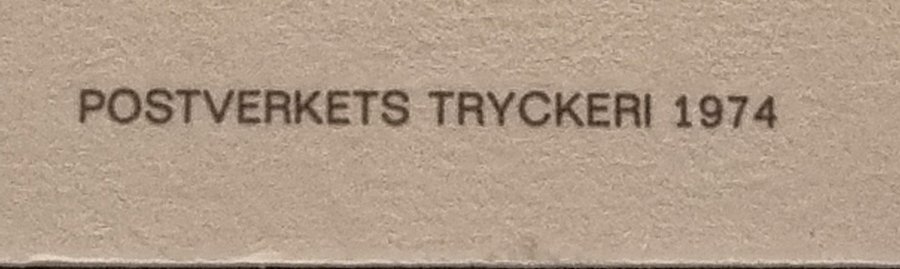 POSTVERKETS TRYCKERI 1974